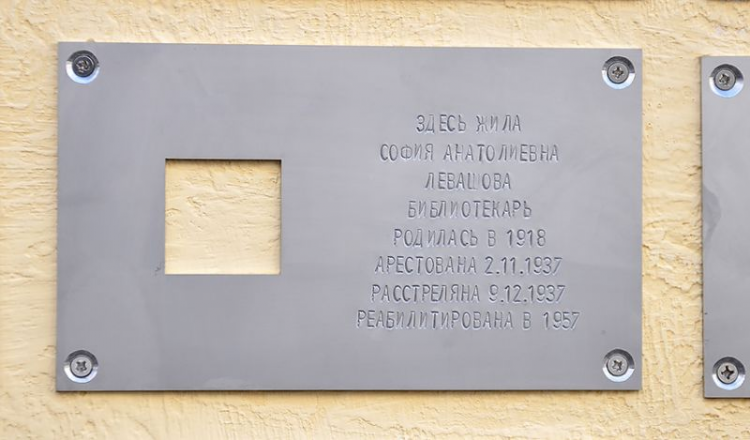 ЗДЕСЬ ЖИЛА
СОФИЯ АНАТОЛИЕВНА
ЛЕВАШОВА
БИБЛИОТЕКАРЬ
РОДИЛАСЬ В 1918
АРЕСТОВАНА 2.11.1937
РАССТРЕЛЯНА 9.12.1937
РЕАБИЛИТИРОВАНА В 1957